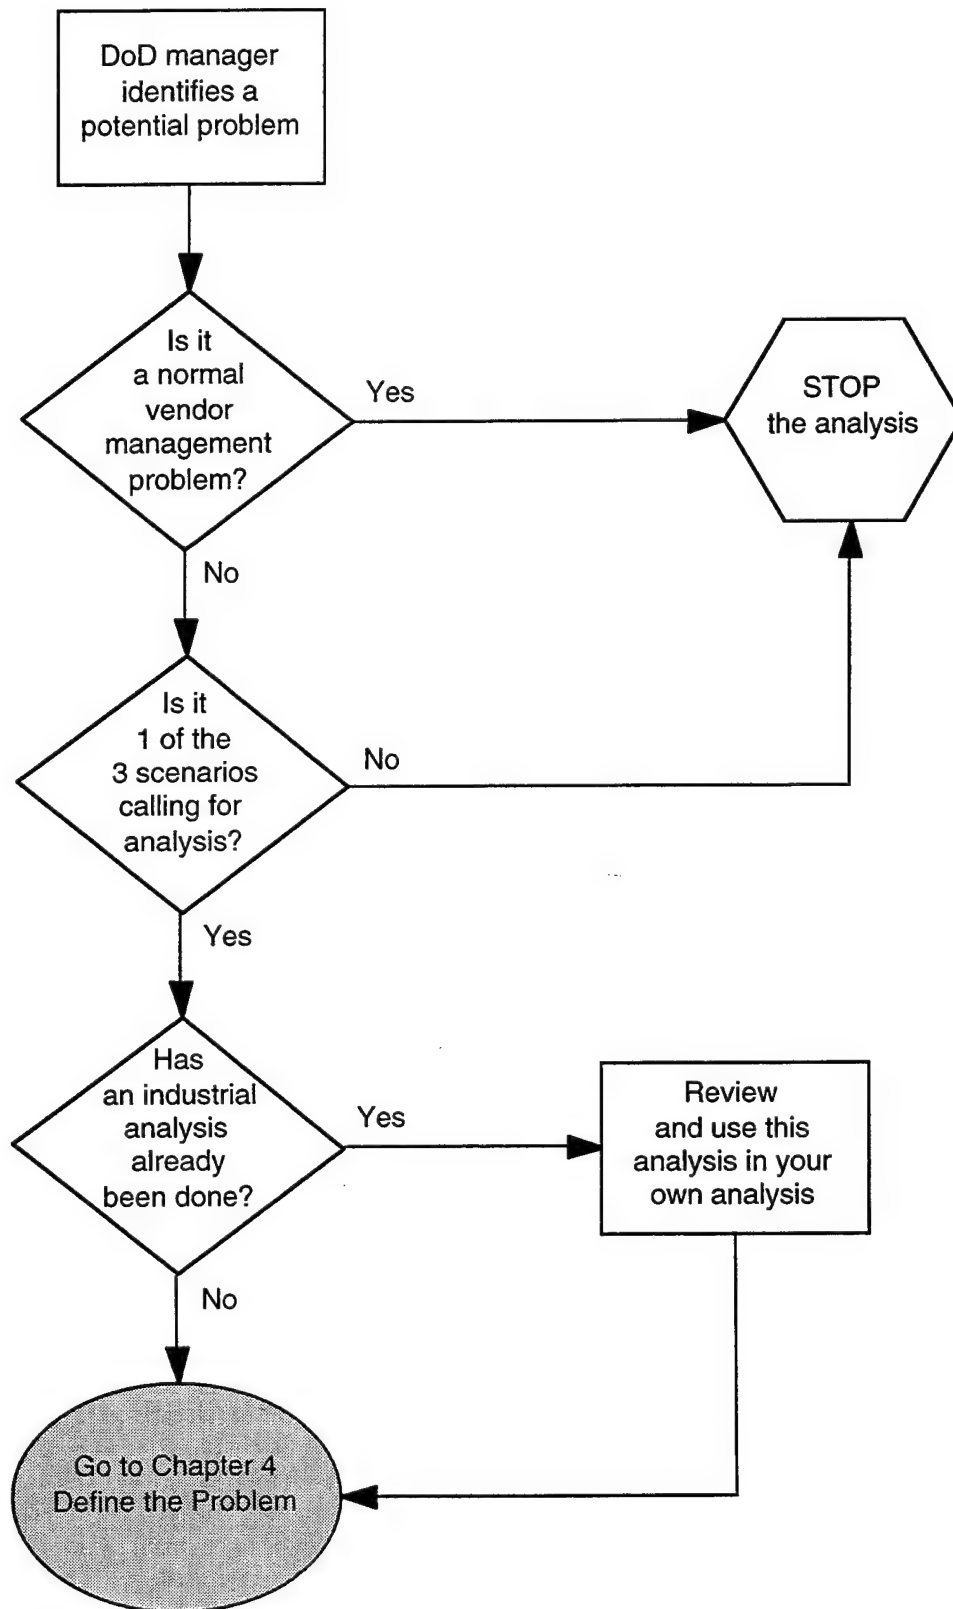 DoD manager
identifies a
potential problem
Is it
a normal
vendor
management
problem?
Yes
STOP
the analysis
No
Is it
1 of the
3 scenarios
calling for
analysis?
No
Yes
Has
an industrial
analysis
already
been done?
Yes
Review
and use this
analysis in your
own analysis
No
Go to Chapter 4
Define the Problem